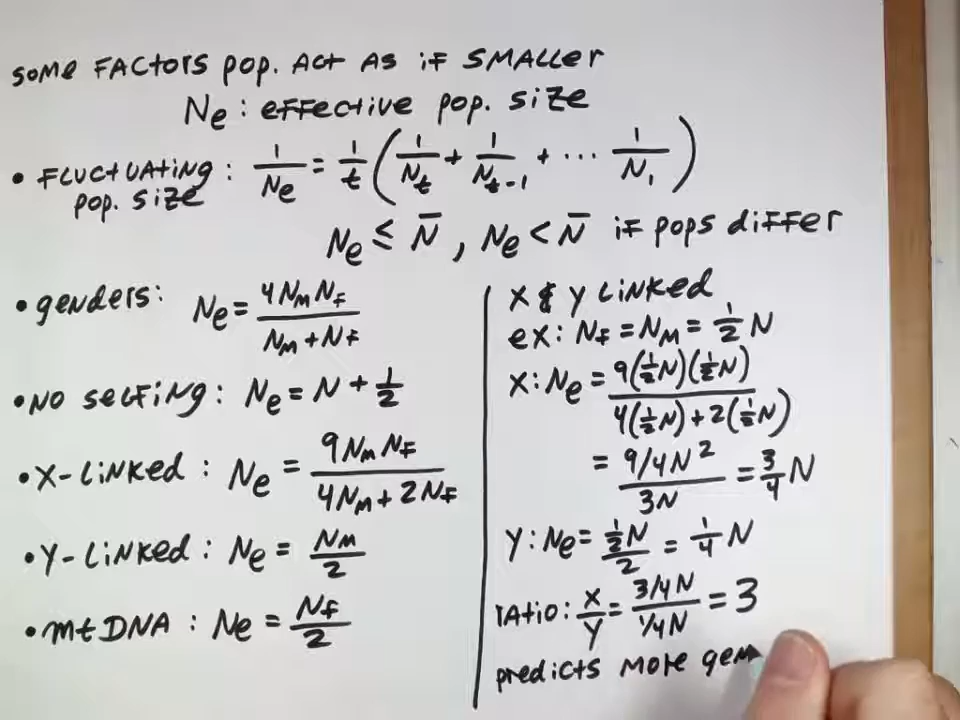 some FACTORS pop. Act As if SMALLer
Ne: effective pop. size
• FLUCtUAting pop. size: 1/Ne = 1/t (1/Nt + 1/Nt-1 + ... 1/N1)
Ne ≤ N̄, Ne < N̄ if pops differ
• genders: Ne = 4NmNf / Nm + Nf
• No selfing: Ne = N + 1/2
• X-Linked: Ne = 9NmNf / 4Nm + 2Nf
• Y-Linked: Ne = Nm/2
• mtDNA: Ne = Nf/2
X & Y Linked
ex: Nf = Nm = 1/2 N
X: Ne = 9(1/2N)(1/2N) / 4(1/2N) + 2(1/2N)
= 9/4N² / 3N = 3/4 N
Y: Ne = 1/2N / 2 = 1/4 N
ratio: X/Y = 3/4N / 1/4N = 3
predicts more